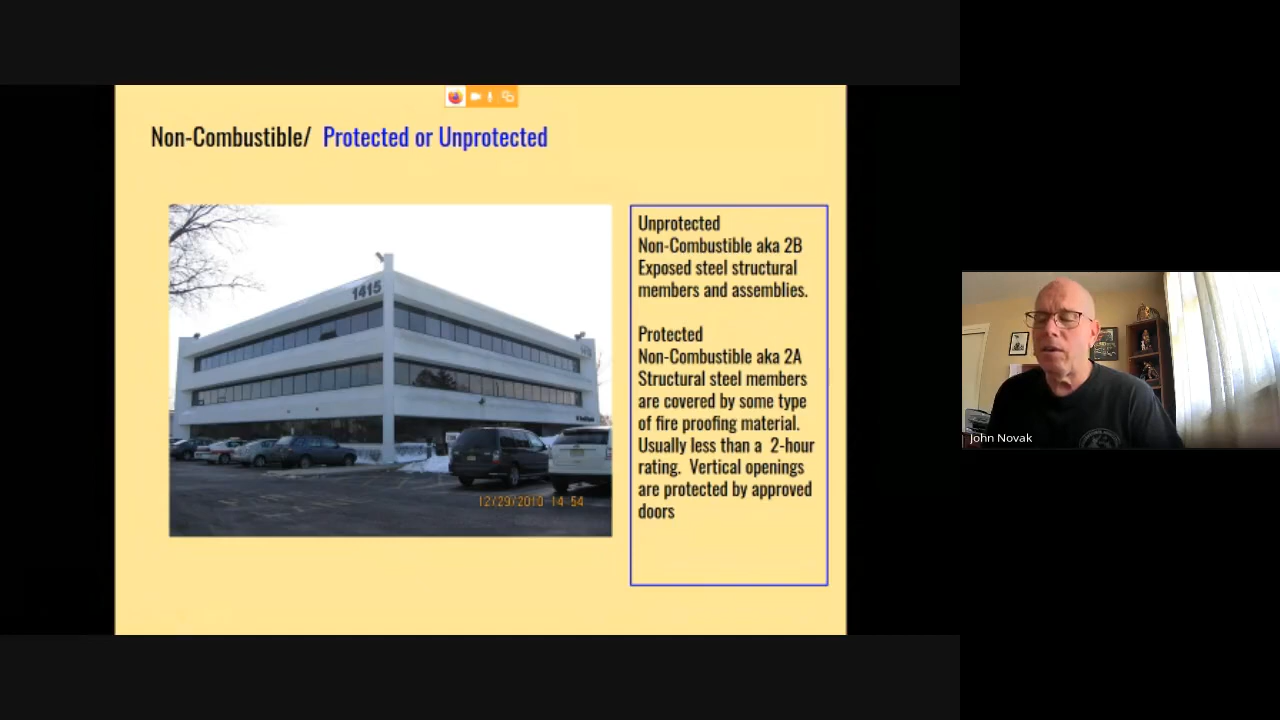 Non-Combustible/ Protected or Unprotected
1415
12/29/2010 14 54
Unprotected
Non-Combustible aka 2B
Exposed steel structural
members and assemblies.
Protected
Non-Combustible aka 2A
Structural steel members
are covered by some type
of fire proofing material.
Usually less than a 2-hour
rating. Vertical openings
are protected by approved
doors
John Novak